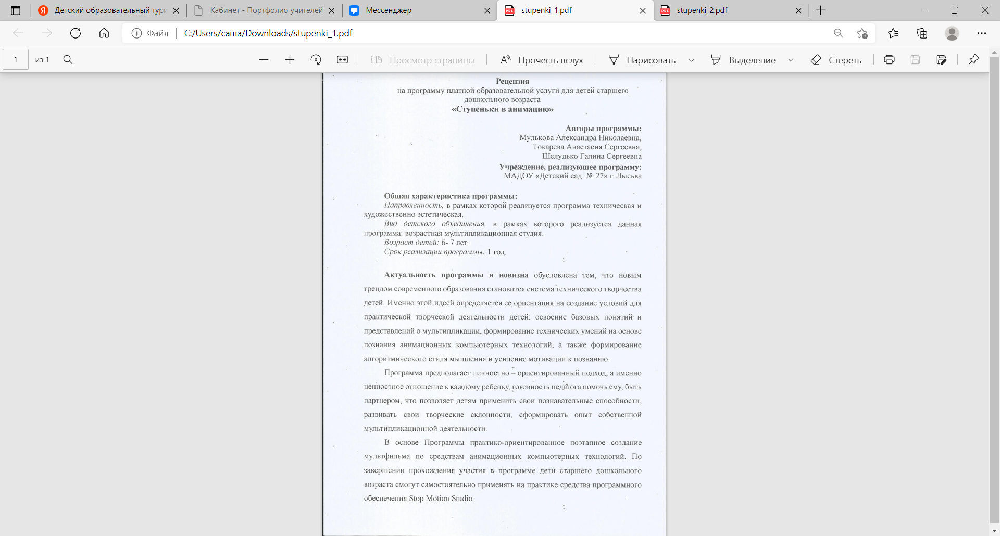 Детский образовательный тури
Кабинет - Портфолио учителей
Мессенджер
stupenki_1.pdf
stupenki_2.pdf
Файл
C:/Users/саша/Downloads/stupenki_1.pdf
1
из 1
Просмотр страницы
Прочесть вслух
Нарисовать
Выделение
Стереть
Рецензия
на программу платной образовательной услуги для детей старшего
дошкольного возраста
«Ступеньки в анимацию»
Авторы программы:
Мулькова Александра Николаевна,
Токарева Анастасия Сергеевна,
Шелудько Галина Сергеевна
Учреждение, реализующее программу:
МАДОУ «Детский сад № 27» г. Лысьва
Общая характеристика программы:
Направленность, в рамках которой реализуется программа техническая и
художественно эстетическая.
Вид детского объединения, в рамках которого реализуется данная
программа: возрастная мультипликационная студия.
Возраст детей: 6- 7 лет.
Срок реализации программы: 1 год.
Актуальность программы и новизна обусловлена тем, что новым
трендом современного образования становится система технического творчества
детей. Именно этой идеей определяется ее ориентация на создание условий для
практической творческой деятельности детей: освоение базовых понятий и
представлений о мультипликации, формирование технических умений на основе
познания анимационных компьютерных технологий, а также формирование
алгоритмического стиля мышления и усиление мотивации к познанию.
Программа предполагает личностно – ориентированный подход, а именно
ценностное отношение к каждому ребенку, готовность педагога помочь ему, быть
партнером, что позволяет детям применить свои познавательные способности,
развивать свои творческие склонности, сформировать опыт собственной
мультипликационной деятельности.
В основе Программы практико-ориентированное поэтапное создание
мультфильма по средствам анимационных компьютерных технологий. По
завершении прохождения участия в программе дети старшего дошкольного
возраста смогут самостоятельно применять на практике средства программного
обеспечения Stop Motion Studio.